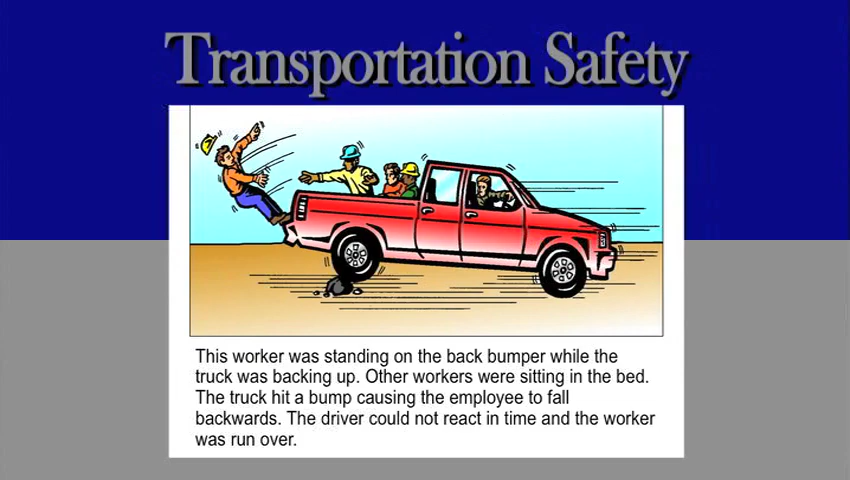 Transportation Safety
This worker was standing on the back bumper while the
truck was backing up. Other workers were sitting in the bed.
The truck hit a bump causing the employee to fall
backwards. The driver could not react in time and the worker
was run over.